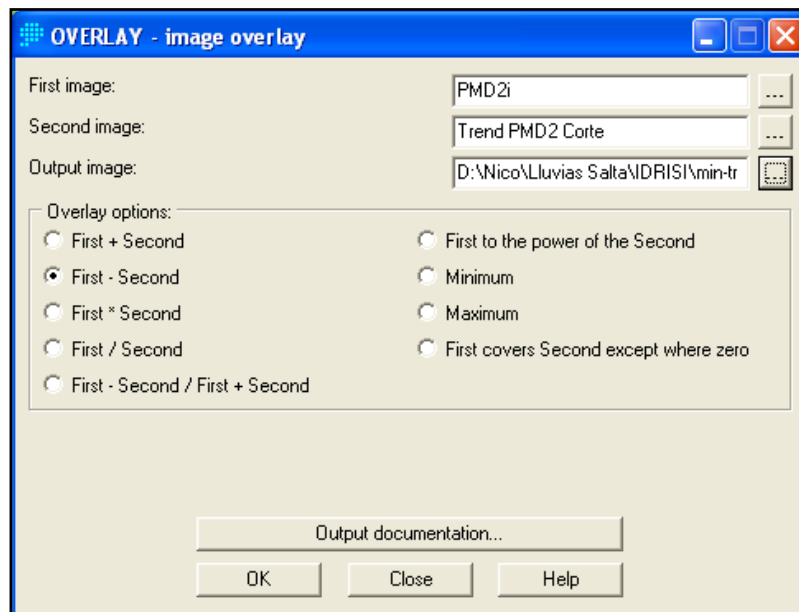 OVERLAY - image overlay
First image:
PMD2i
...
Second image:
Trend PMD2 Corte
...
Output image:
D:\Nico\Lluvias Salta\IDRISI\min-tr
...
Overlay options:
First + Second
First to the power of the Second
First - Second
Minimum
First * Second
Maximum
First / Second
First covers Second except where zero
First - Second / First + Second
Output documentation...
OK
Close
Help